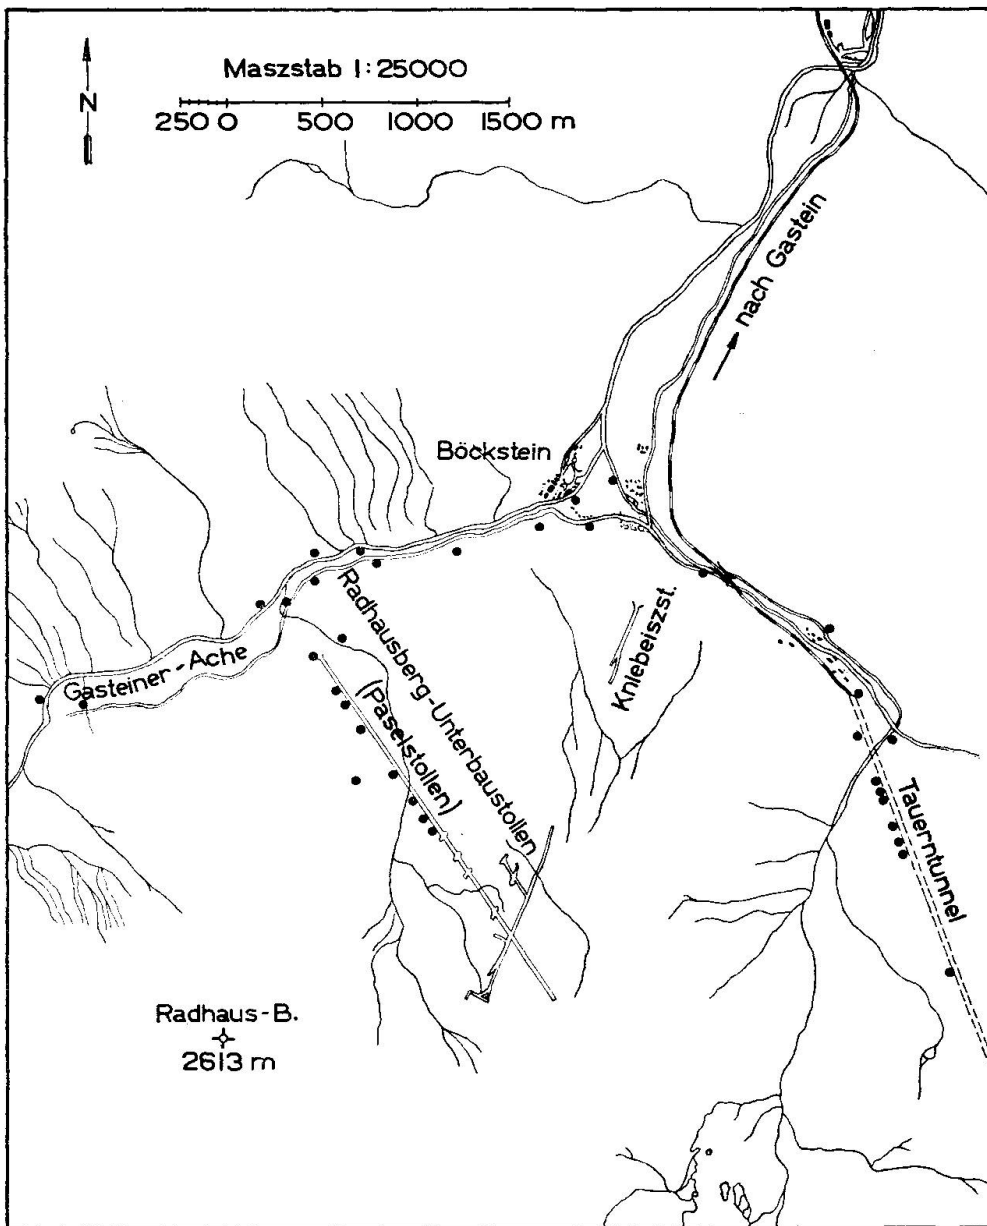 Maszstab 1:25000
N
250 0 500 1000 1500 m
nach Gastein
Böckstein
Radhausberg-Unterbaustollen
(Paselstollen)
Kniebeiszst.
Gasteiner-Ache
Tauerntunnel
Radhaus-B.
2613 m